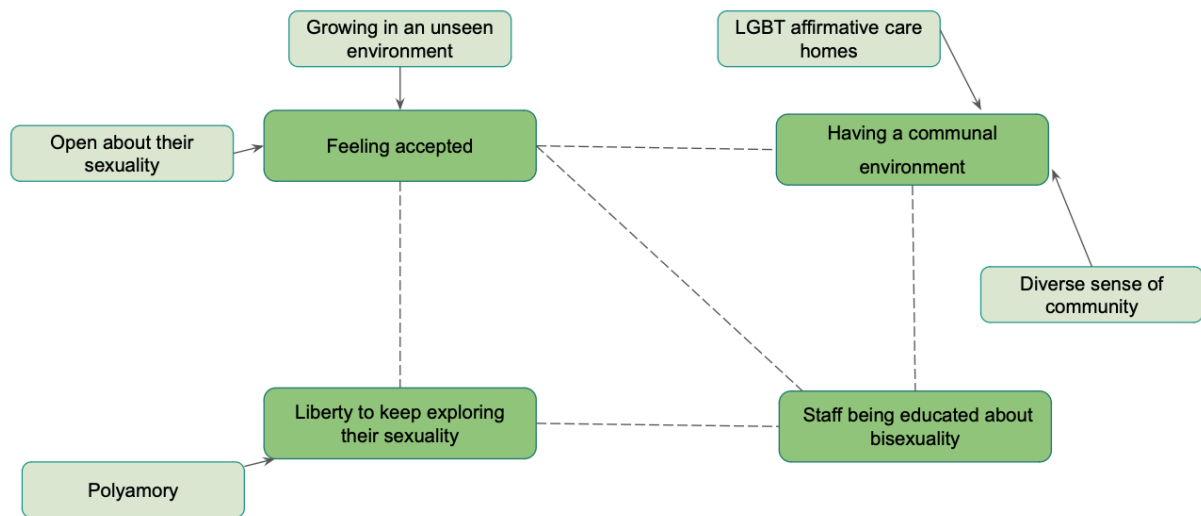 Growing in an unseen
environment
LGBT affirmative care
homes
Open about their
sexuality
Feeling accepted
Having a communal
environment
Diverse sense of
community
Liberty to keep exploring
their sexuality
Staff being educated about
bisexuality
Polyamory